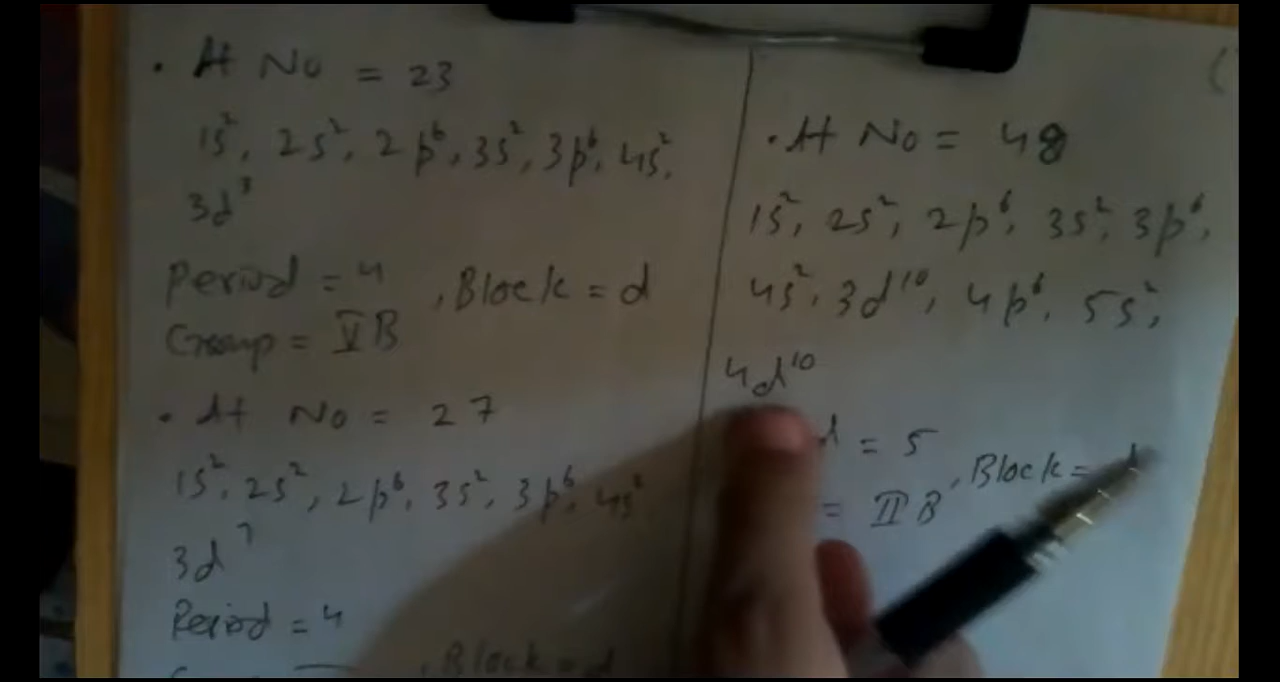 . At No = 23
1s², 2s², 2p⁶, 3s², 3p⁶, 4s²,
3d³
Period = 4 , Block = d
Group = VB
. At No = 27
1s², 2s², 2p⁶, 3s², 3p⁶, 4s²
3d⁷
Period = 4
, Block = d
. At No = 48
1s², 2s², 2p⁶, 3s², 3p⁶,
4s², 3d¹⁰, 4p⁶, 5s²,
4d¹⁰
d = 5
= IIB , Block =
(